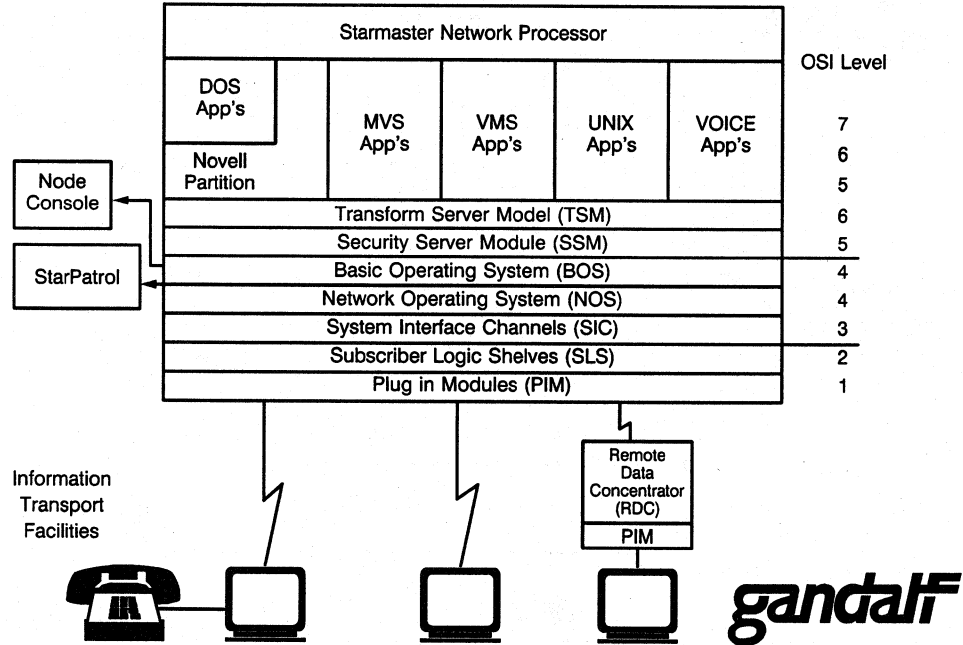 Starmaster Network Processor
OSI Level
DOS
App's
Novell
Partition
MVS
App's
VMS
App's
UNIX
App's
VOICE
App's
7
6
5
Node
Console
StarPatrol
Transform Server Model (TSM)
6
Security Server Module (SSM)
5
Basic Operating System (BOS)
4
Network Operating System (NOS)
4
System Interface Channels (SIC)
3
Subscriber Logic Shelves (SLS)
2
Plug in Modules (PIM)
1
Remote
Data
Concentrator
(RDC)
PIM
Information
Transport
Facilities
gandalf